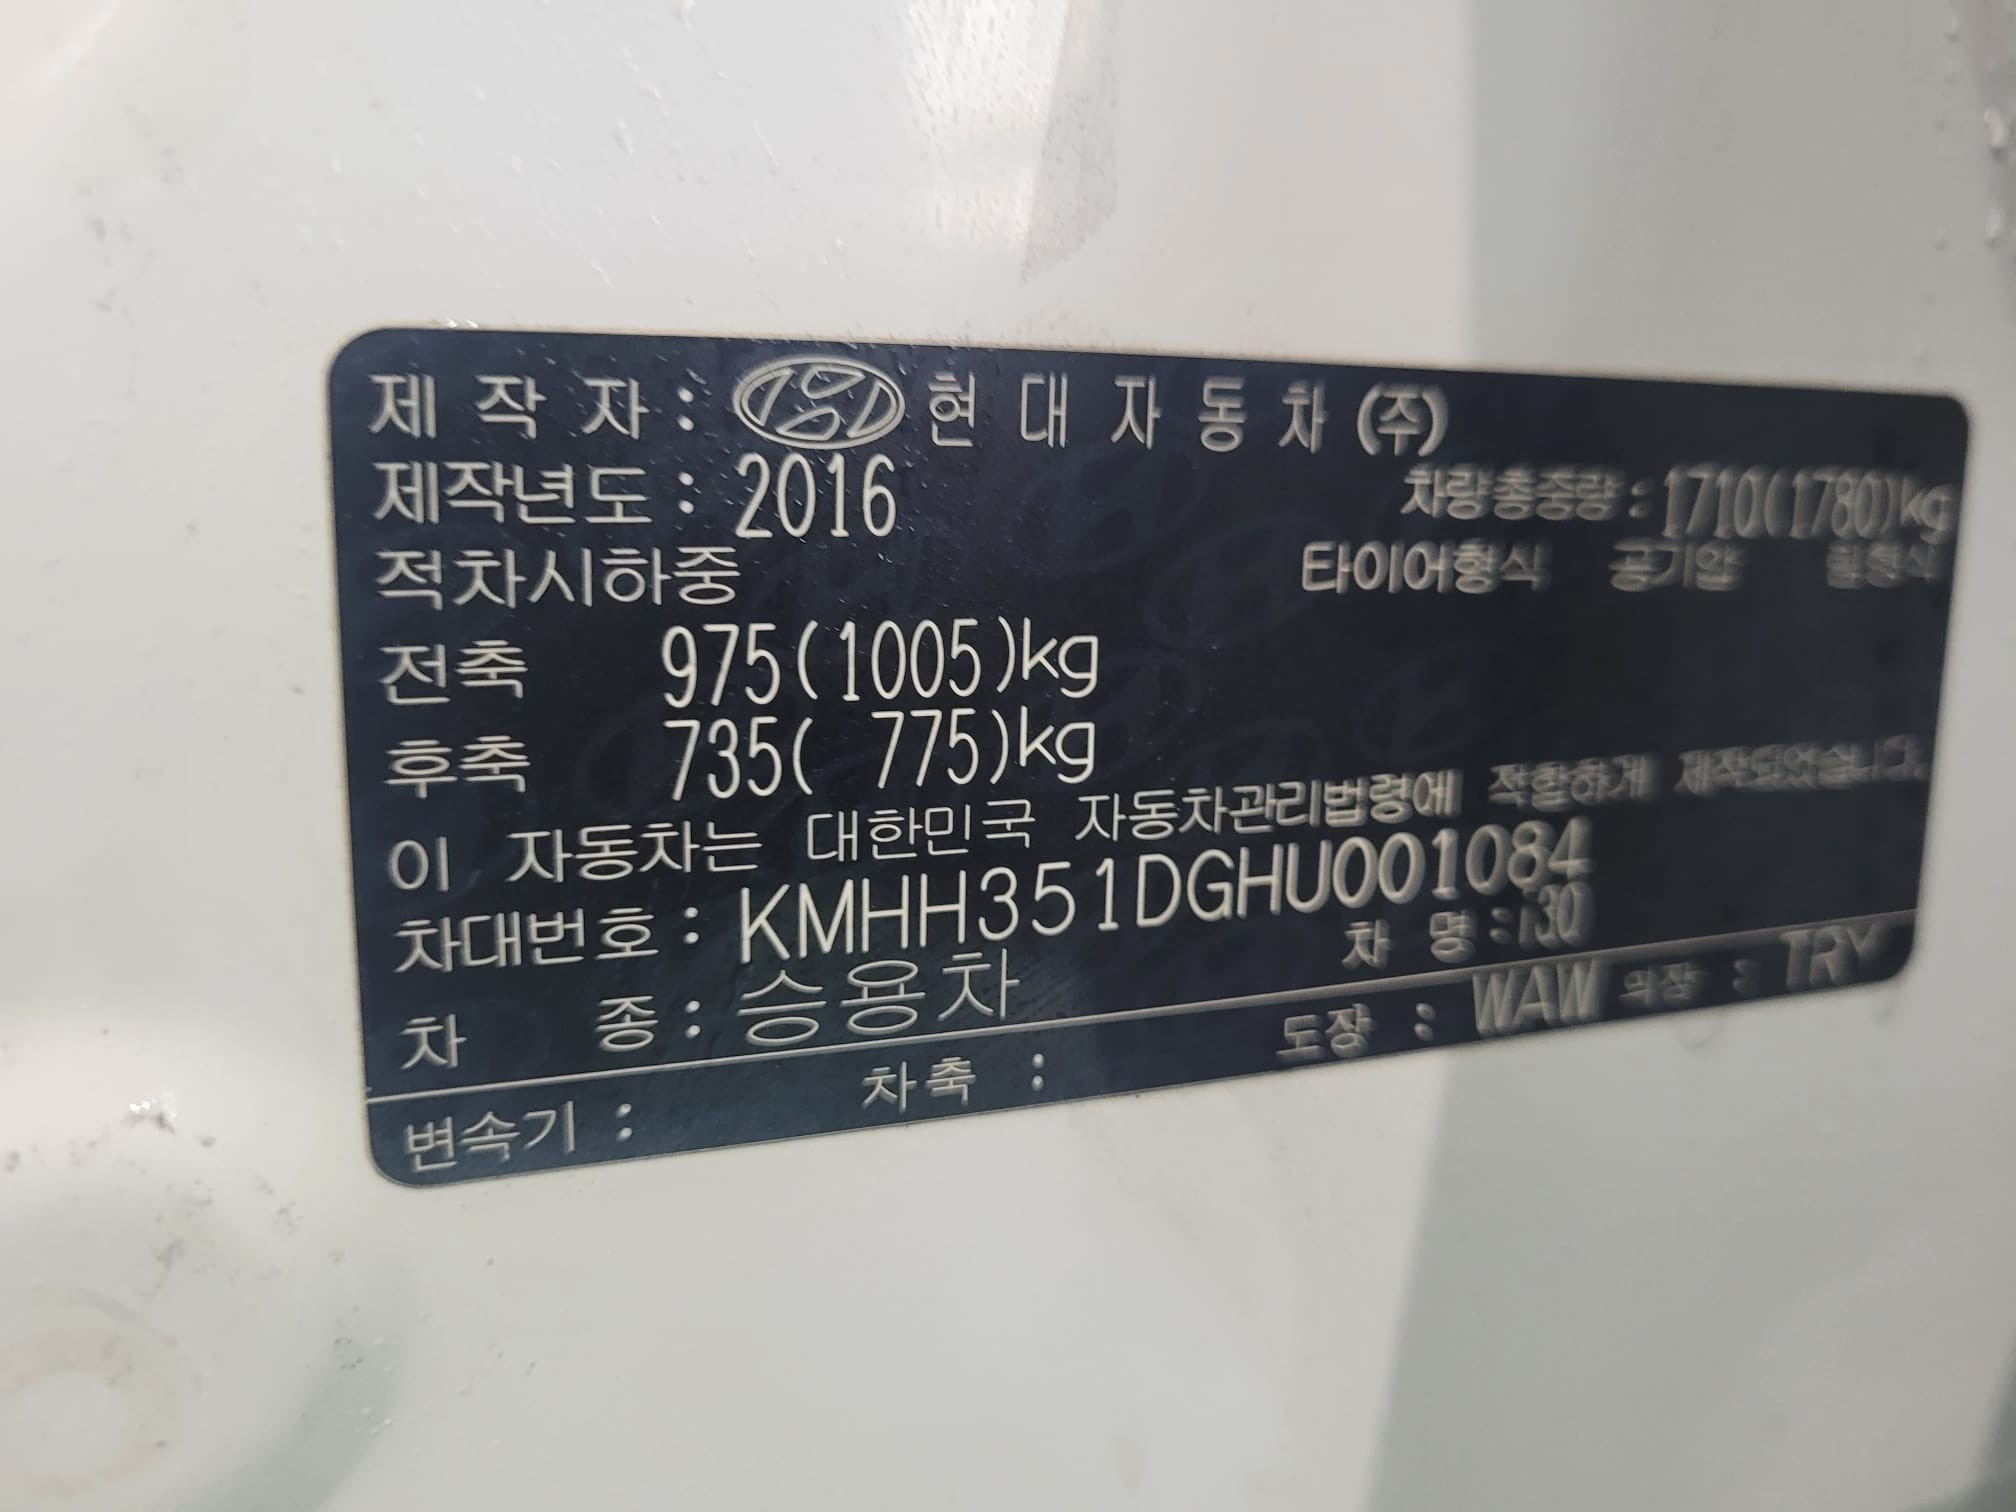 제 작 자 : 현 대 자 동 차 (주)
제작년도 : 2016 차량총중량 : 1710(1780)kg
적차시하중 타이어형식 공기압 림형식
전축 975(1005)kg
후축 735( 775)kg
이 자동차는 대한민국 자동차관리법령에 적합하게 제작되었습니다.
차대번호 : KMHH351DGHU001084
차 종 : 승용차 차 명 : i30
변속기 : 차축 : 도장 : WAW 의장 : TRY